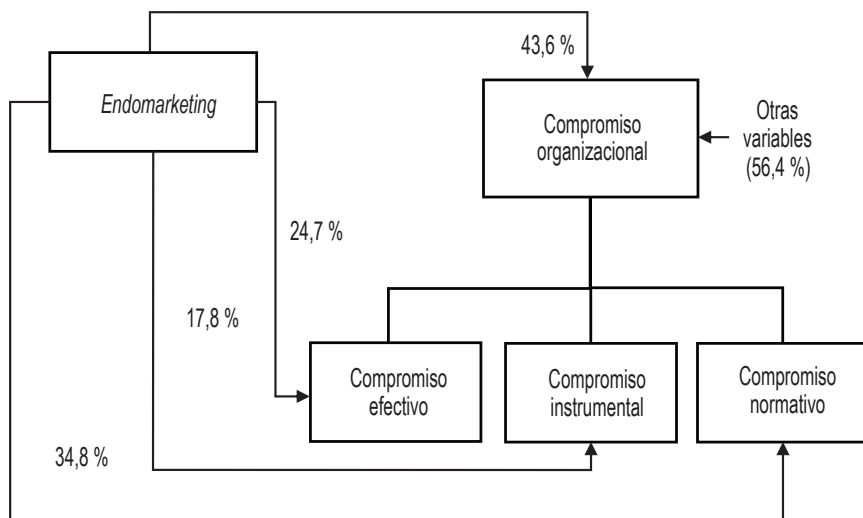 43,6 %
Endomarketing
Compromiso
organizacional
Otras
variables
(56,4 %)
24,7 %
17,8 %
Compromiso
efectivo
Compromiso
instrumental
Compromiso
normativo
34,8 %